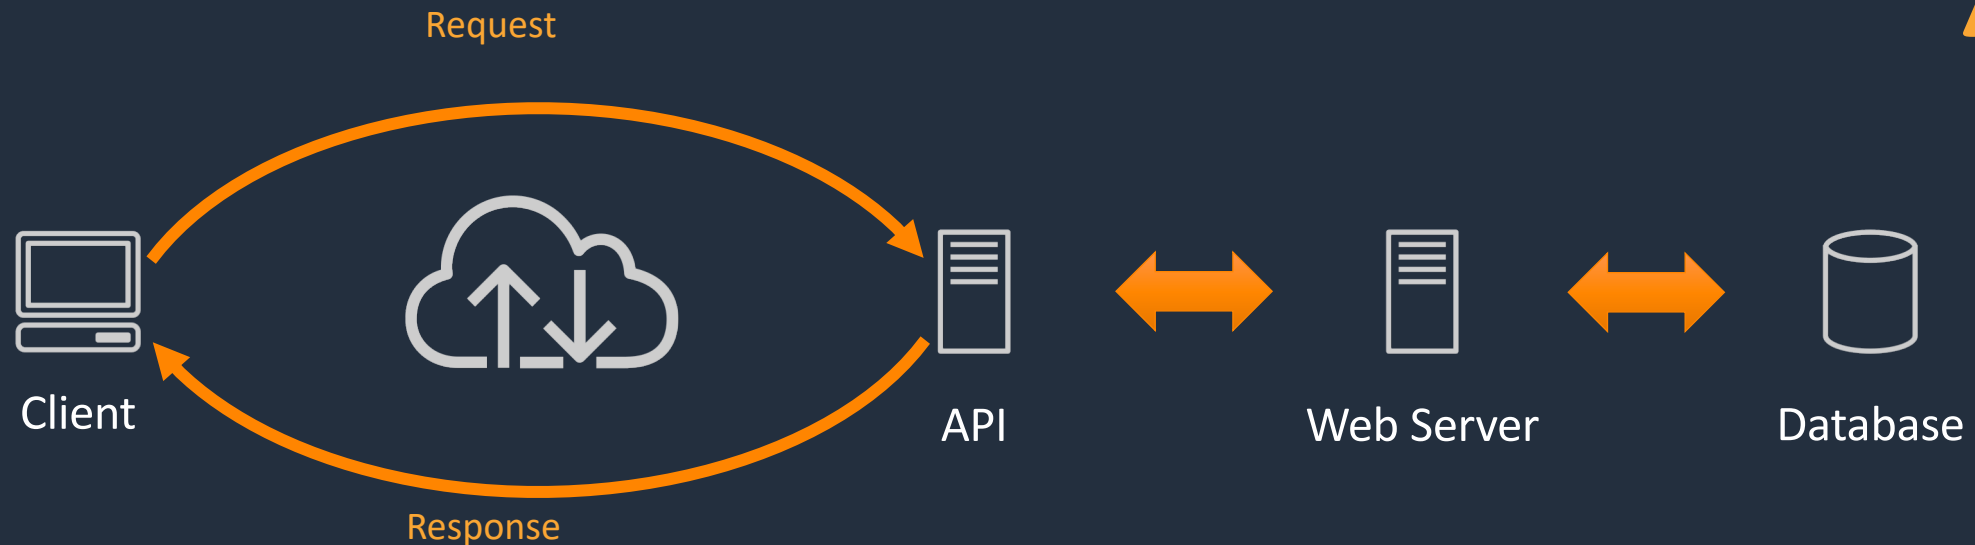 Request
Client
API
Web Server
Database
Response